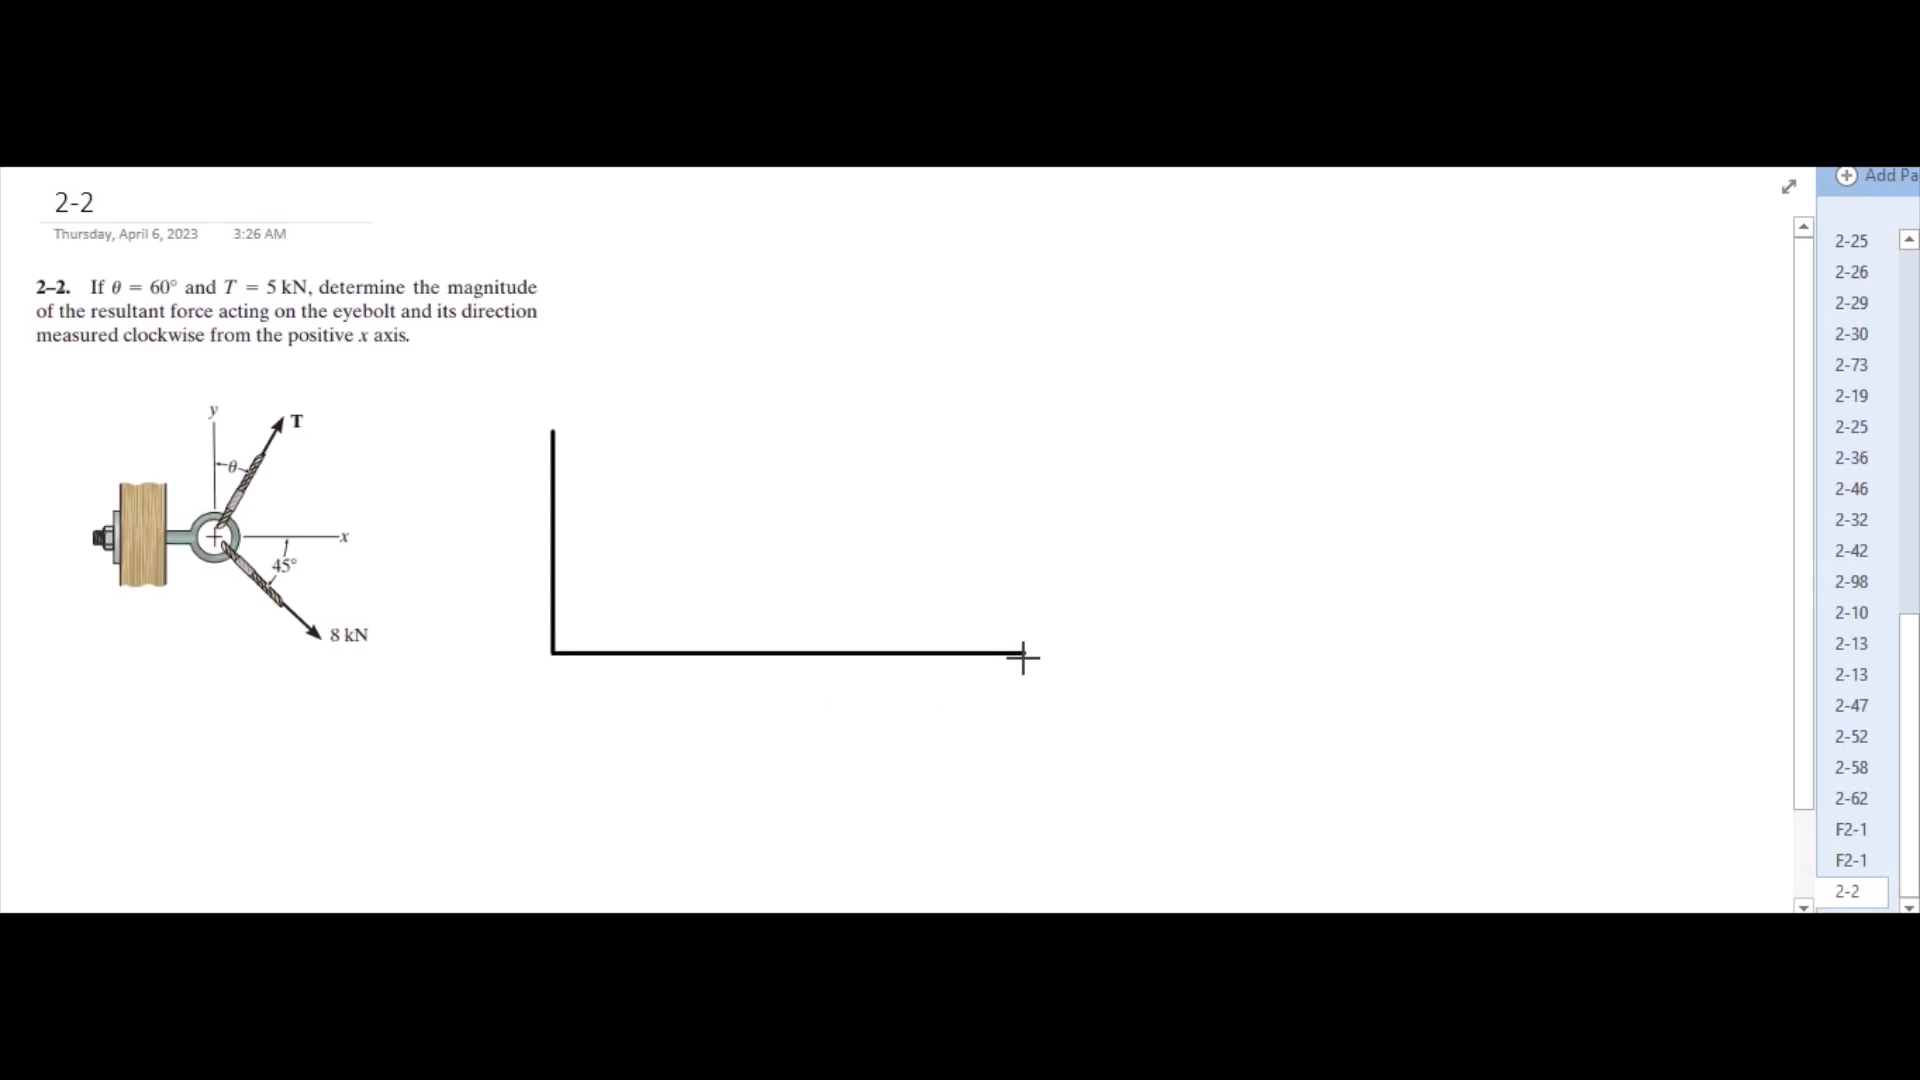 2-2
Thursday, April 6, 2023 3:26 AM
2–2. If θ = 60° and T = 5 kN, determine the magnitude
of the resultant force acting on the eyebolt and its direction
measured clockwise from the positive x axis.
y
T
θ
x
45°
8 kN
Add Pa
2-25
2-26
2-29
2-30
2-73
2-19
2-25
2-36
2-46
2-32
2-42
2-98
2-10
2-13
2-13
2-47
2-52
2-58
2-62
F2-1
F2-1
2-2